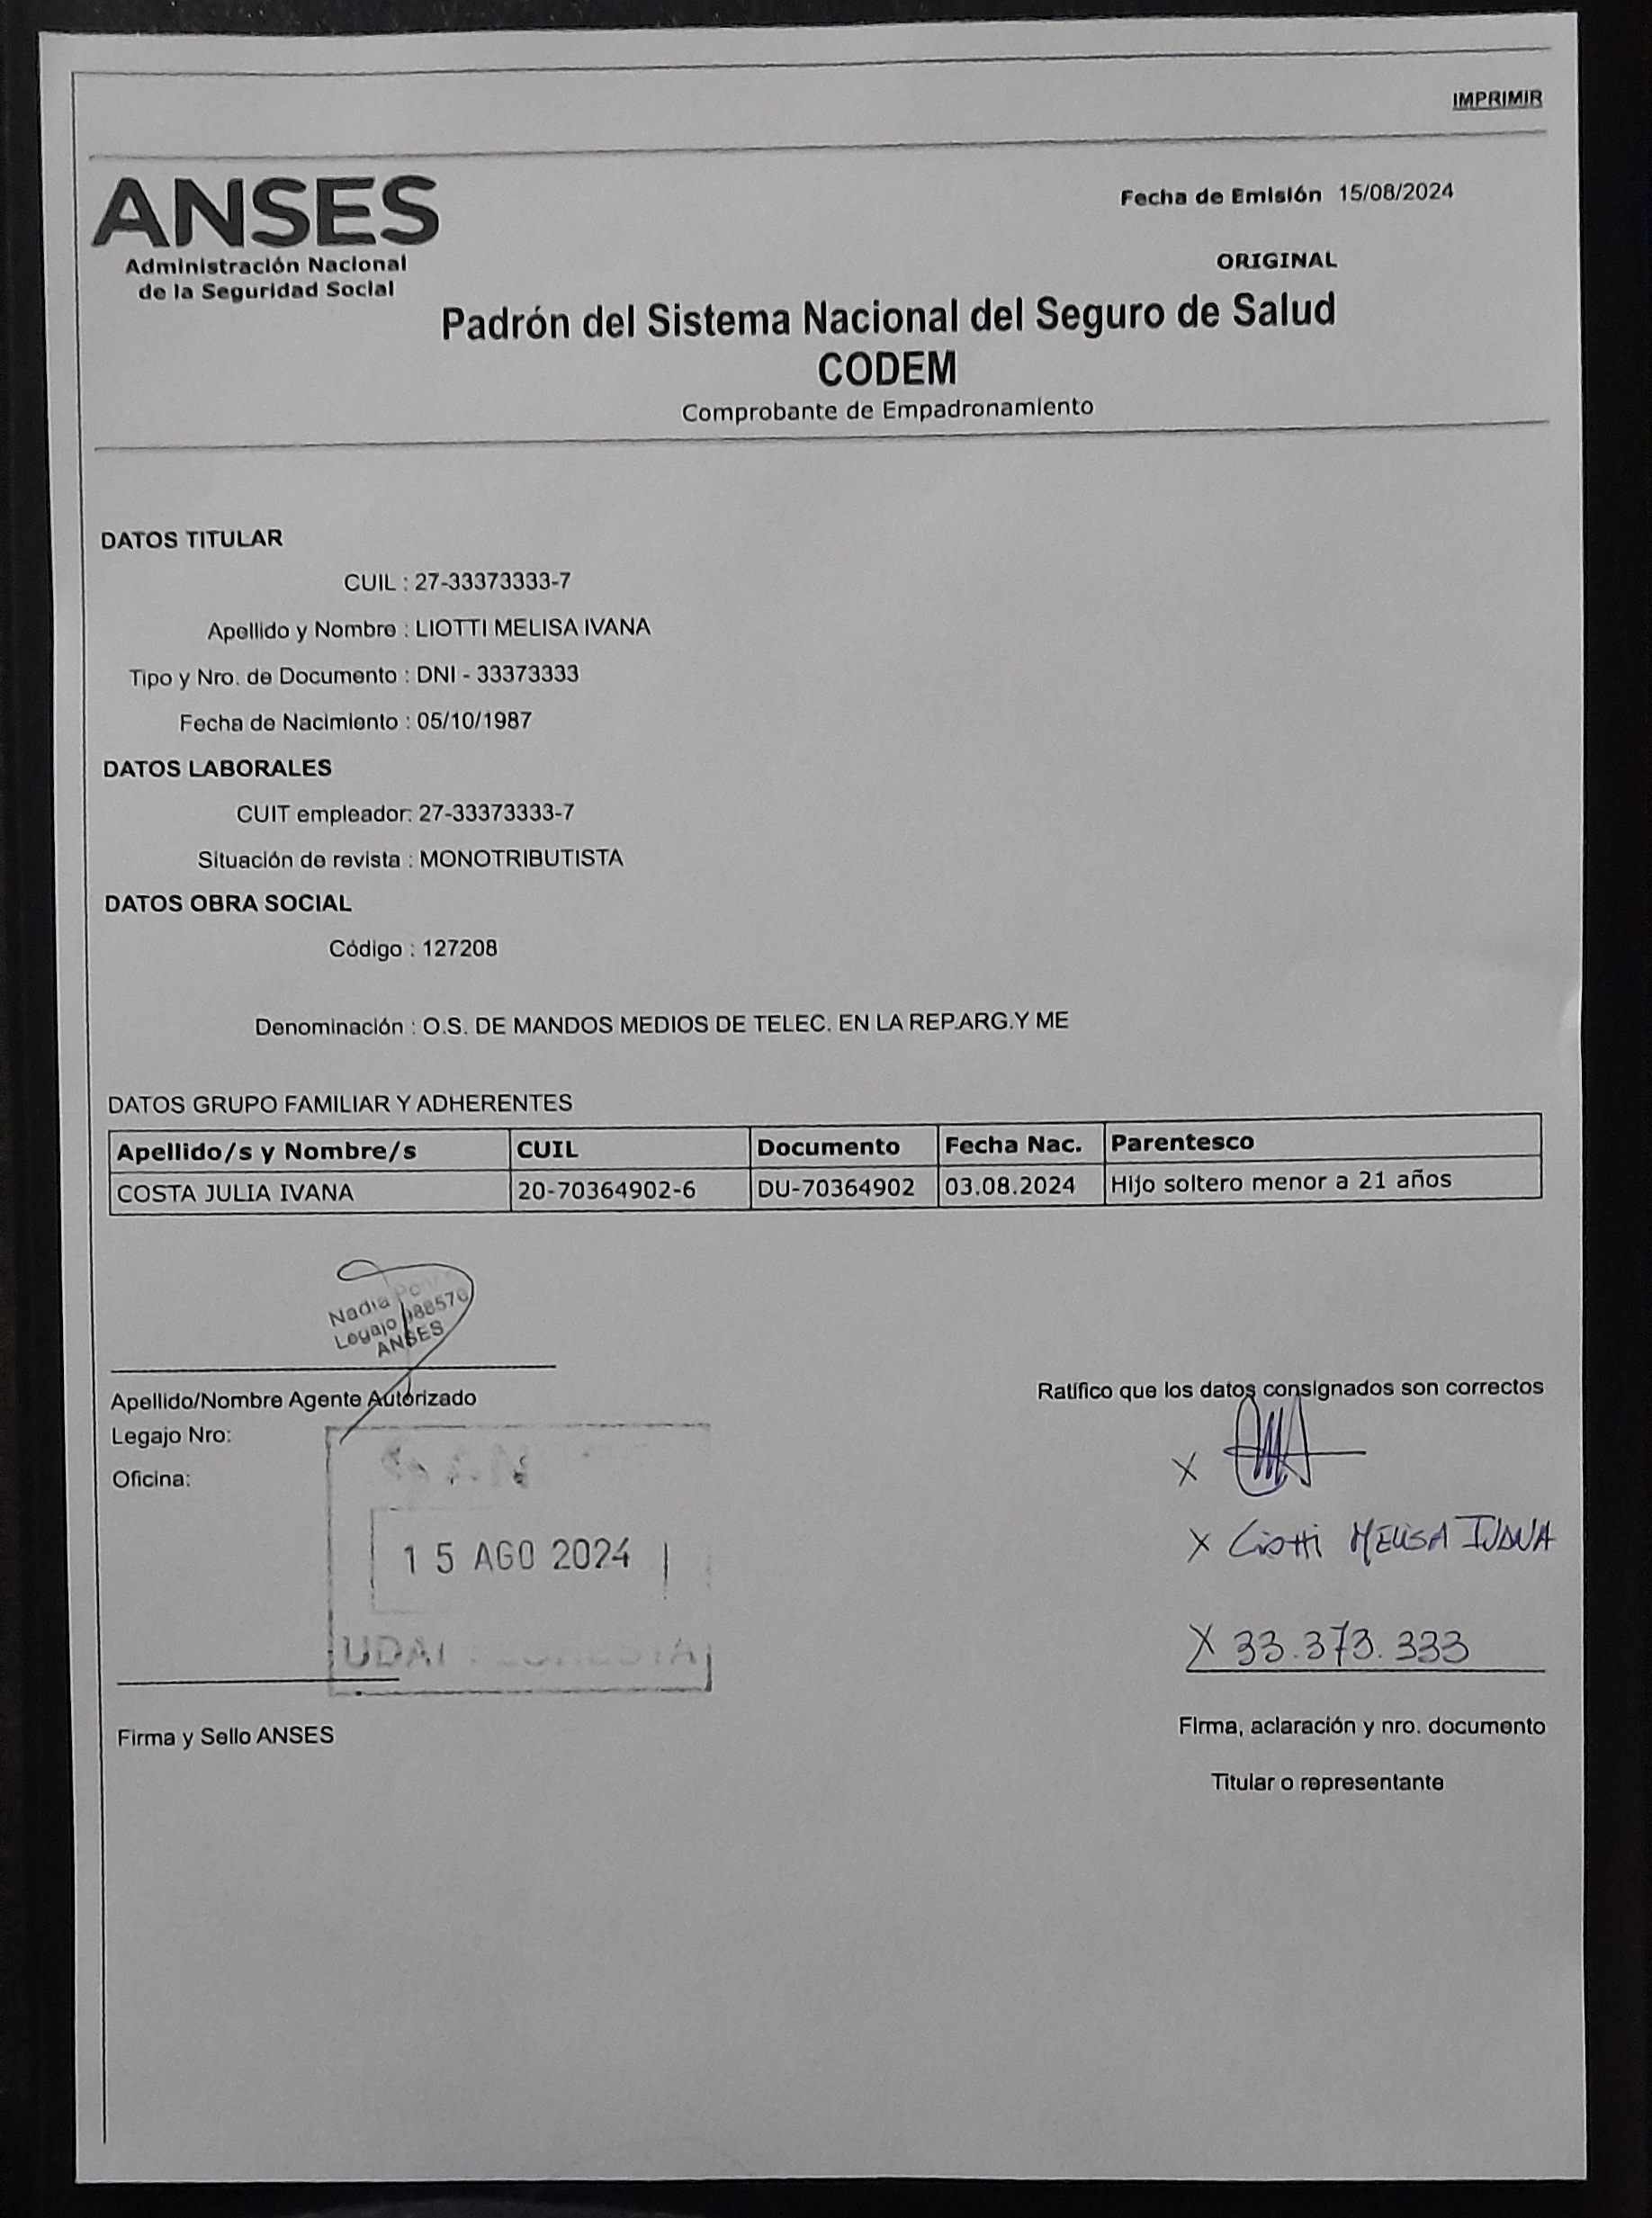 IMPRIMIR
ANSES
Administración Nacional
de la Seguridad Social
Fecha de Emisión 15/08/2024
ORIGINAL
Padrón del Sistema Nacional del Seguro de Salud
CODEM
Comprobante de Empadronamiento
DATOS TITULAR
CUIL : 27-33373333-7
Apellido y Nombre : LIOTTI MELISA IVANA
Tipo y Nro. de Documento : DNI - 33373333
Fecha de Nacimiento : 05/10/1987
DATOS LABORALES
CUIT empleador: 27-33373333-7
Situación de revista : MONOTRIBUTISTA
DATOS OBRA SOCIAL
Código : 127208
Denominación : O.S. DE MANDOS MEDIOS DE TELEC. EN LA REP.ARG.Y ME
DATOS GRUPO FAMILIAR Y ADHERENTES
Apellido/s y Nombre/s CUIL Documento Fecha Nac. Parentesco
COSTA JULIA IVANA 20-70364902-6 DU-70364902 03.08.2024 Hijo soltero menor a 21 años
Nadia
Legajo
ANSES
Apellido/Nombre Agente Autorizado
Legajo Nro:
Oficina:
15 AGO 2024
UDAI
Firma y Sello ANSES
Ratifico que los datos consignados son correctos
X
X Liotti MELISA IVANA
X 33.373.333
Firma, aclaración y nro. documento
Titular o representante